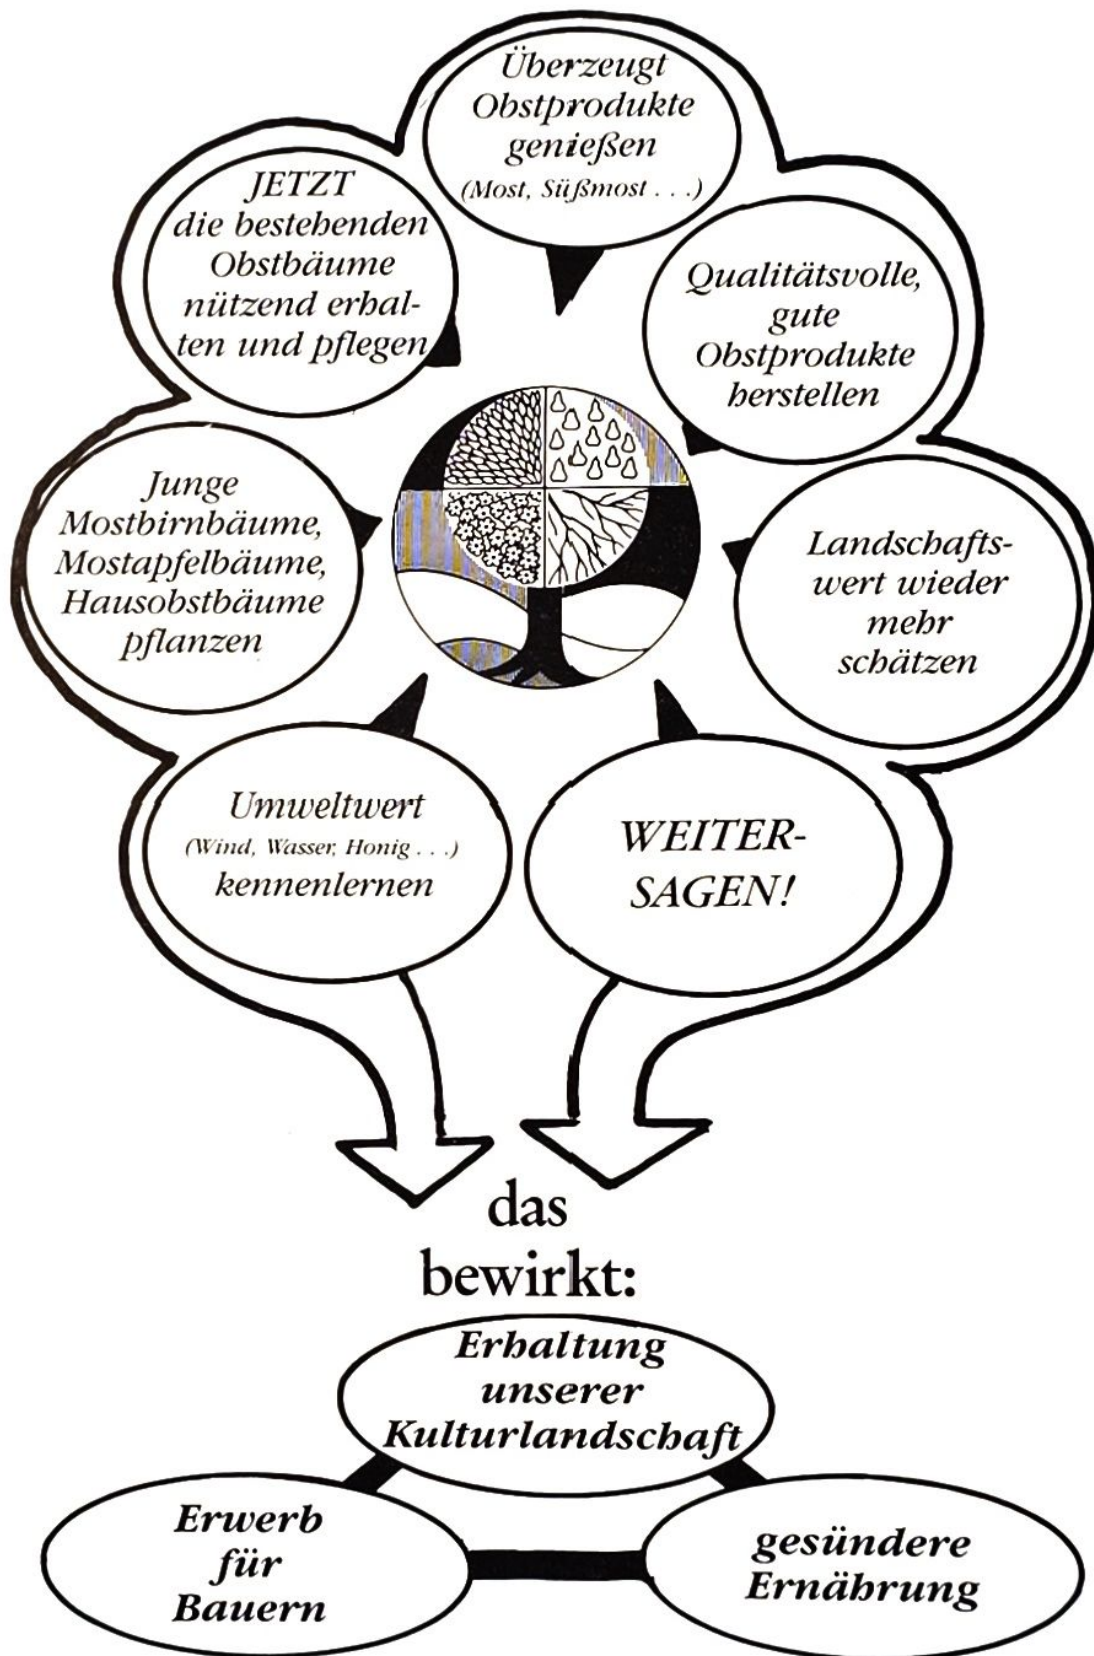 Überzeugt
Obstprodukte
genießen
(Most, Süßmost . . .)
JETZT
die bestehenden
Obstbäume
nützend erhal-
ten und pflegen
Qualitätsvolle,
gute
Obstprodukte
herstellen
Junge
Mostbirnbäume,
Mostapfelbäume,
Hausobstbäume
pflanzen
Landschafts-
wert wieder
mehr
schätzen
Umweltwert
(Wind, Wasser, Honig . . .)
kennenlernen
WEITER-
SAGEN!
das
bewirkt:
Erhaltung
unserer
Kulturlandschaft
Erwerb
für
Bauern
gesündere
Ernährung